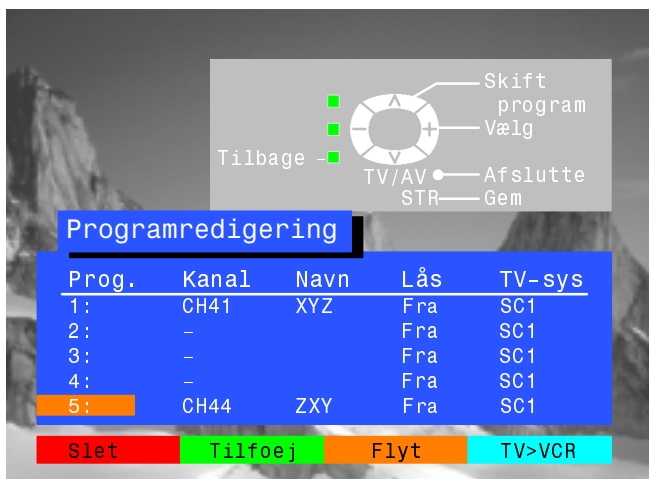 Skift
program
Vælg
Tilbage
TV/AV Afslutte
STR Gem
Programredigering
Prog. Kanal Navn Lås TV-sys
1: CH41 XYZ Fra SC1
2: – Fra SC1
3: – Fra SC1
4: – Fra SC1
5: CH44 ZXY Fra SC1
Slet Tilfoej Flyt TV>VCR